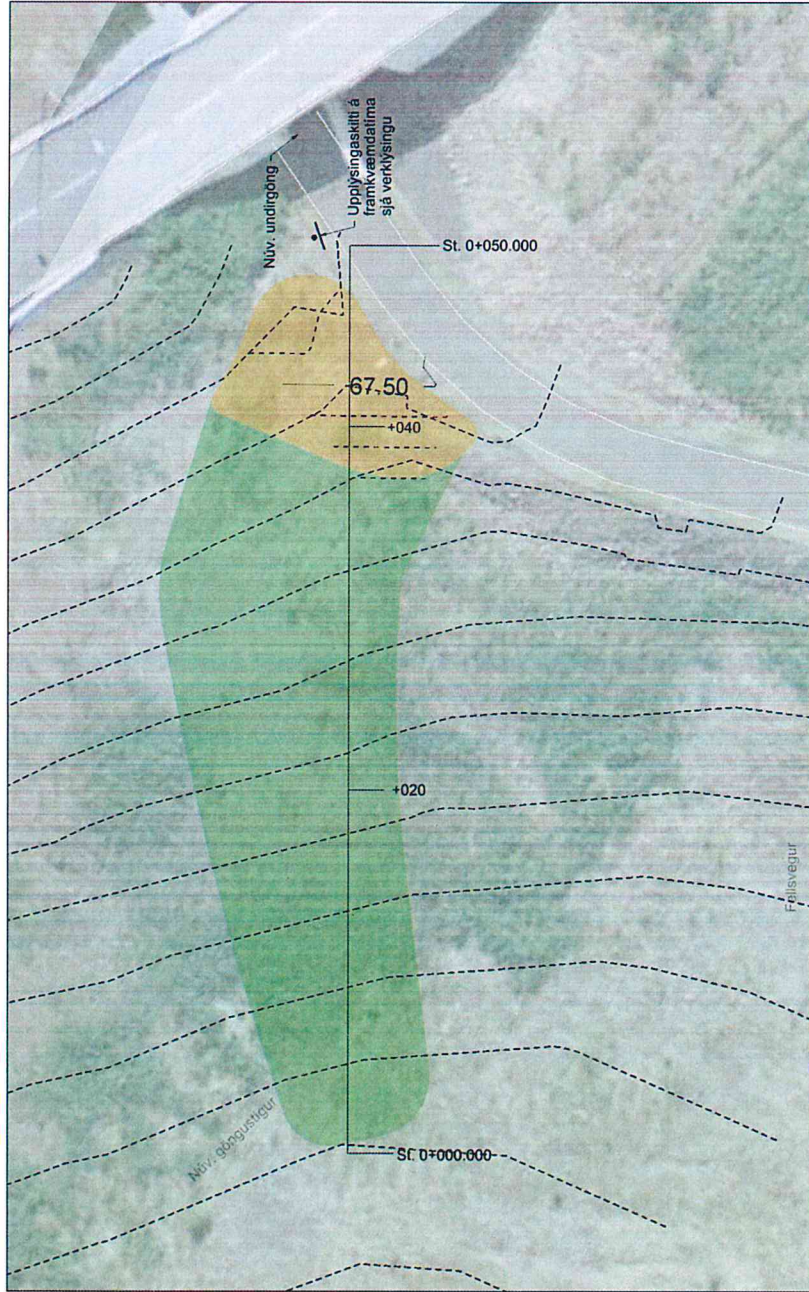 Núv. undirgöng
Upplýsingaskilti á
framkvæmdatíma
sjá verklýsingu
St. 0+050.000
67.50
+040
+020
Fellsvegur
Núv. göngustígur
St. 0+000.000